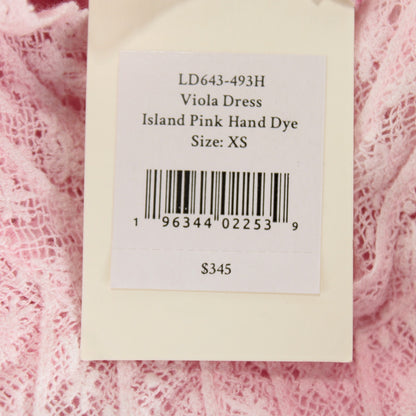 LD643-493H
Viola Dress
Island Pink Hand Dye
Size: XS
1 96344 02253 9
$345